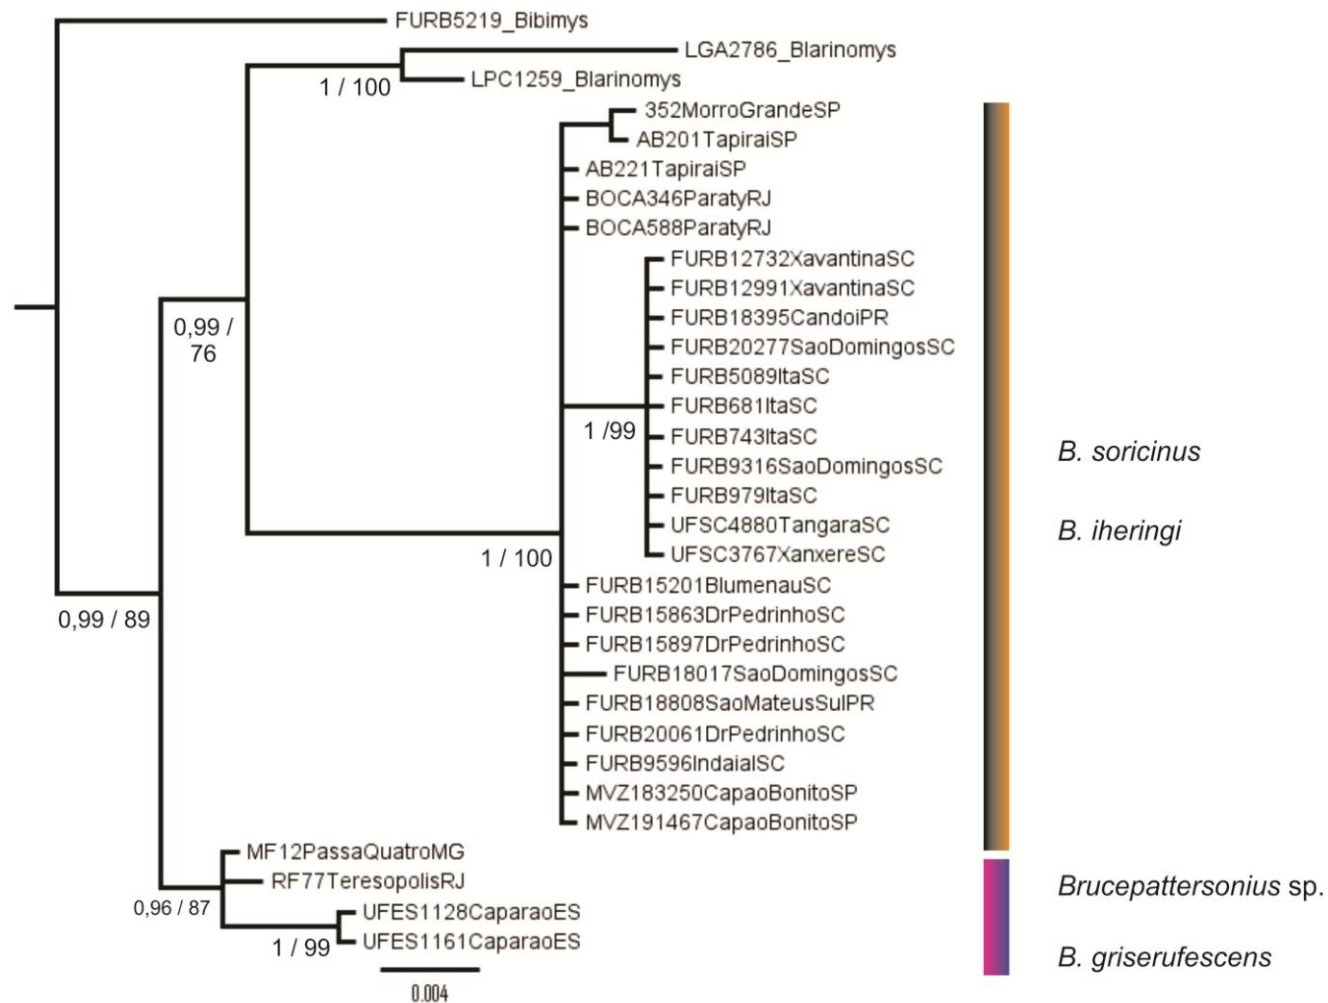 FURB5219_Bibimys
LGA2786_Blarinomys
LPC1259_Blarinomys
1 / 100
352MorroGrandeSP
AB201TapiraiSP
AB221TapiraiSP
BOCA346ParatyRJ
BOCA588ParatyRJ
FURB12732XavantinaSC
FURB12991XavantinaSC
FURB18395CandoiPR
0,99 /
76
FURB20277SaoDomingosSC
FURB5089ItaSC
FURB681ItaSC
1 /99
FURB743ItaSC
FURB9316SaoDomingosSC
FURB979ItaSC
UFSC4880TangaraSC
UFSC3767XanxereSC
B. soricinus
B. iheringi
1 / 100
FURB15201BlumenauSC
FURB15863DrPedrinhoSC
FURB15897DrPedrinhoSC
0,99 / 89
FURB18017SaoDomingosSC
FURB18808SaoMateusSulPR
FURB20061DrPedrinhoSC
FURB9596IndaialSC
MVZ183250CapaoBonitoSP
MVZ191467CapaoBonitoSP
MF12PassaQuatroMG
RF77TeresopolisRJ
0,96 / 87
UFES1128CaparaoES
UFES1161CaparaoES
1 / 99
Brucepattersonius sp.
B. griserufescens
0.004